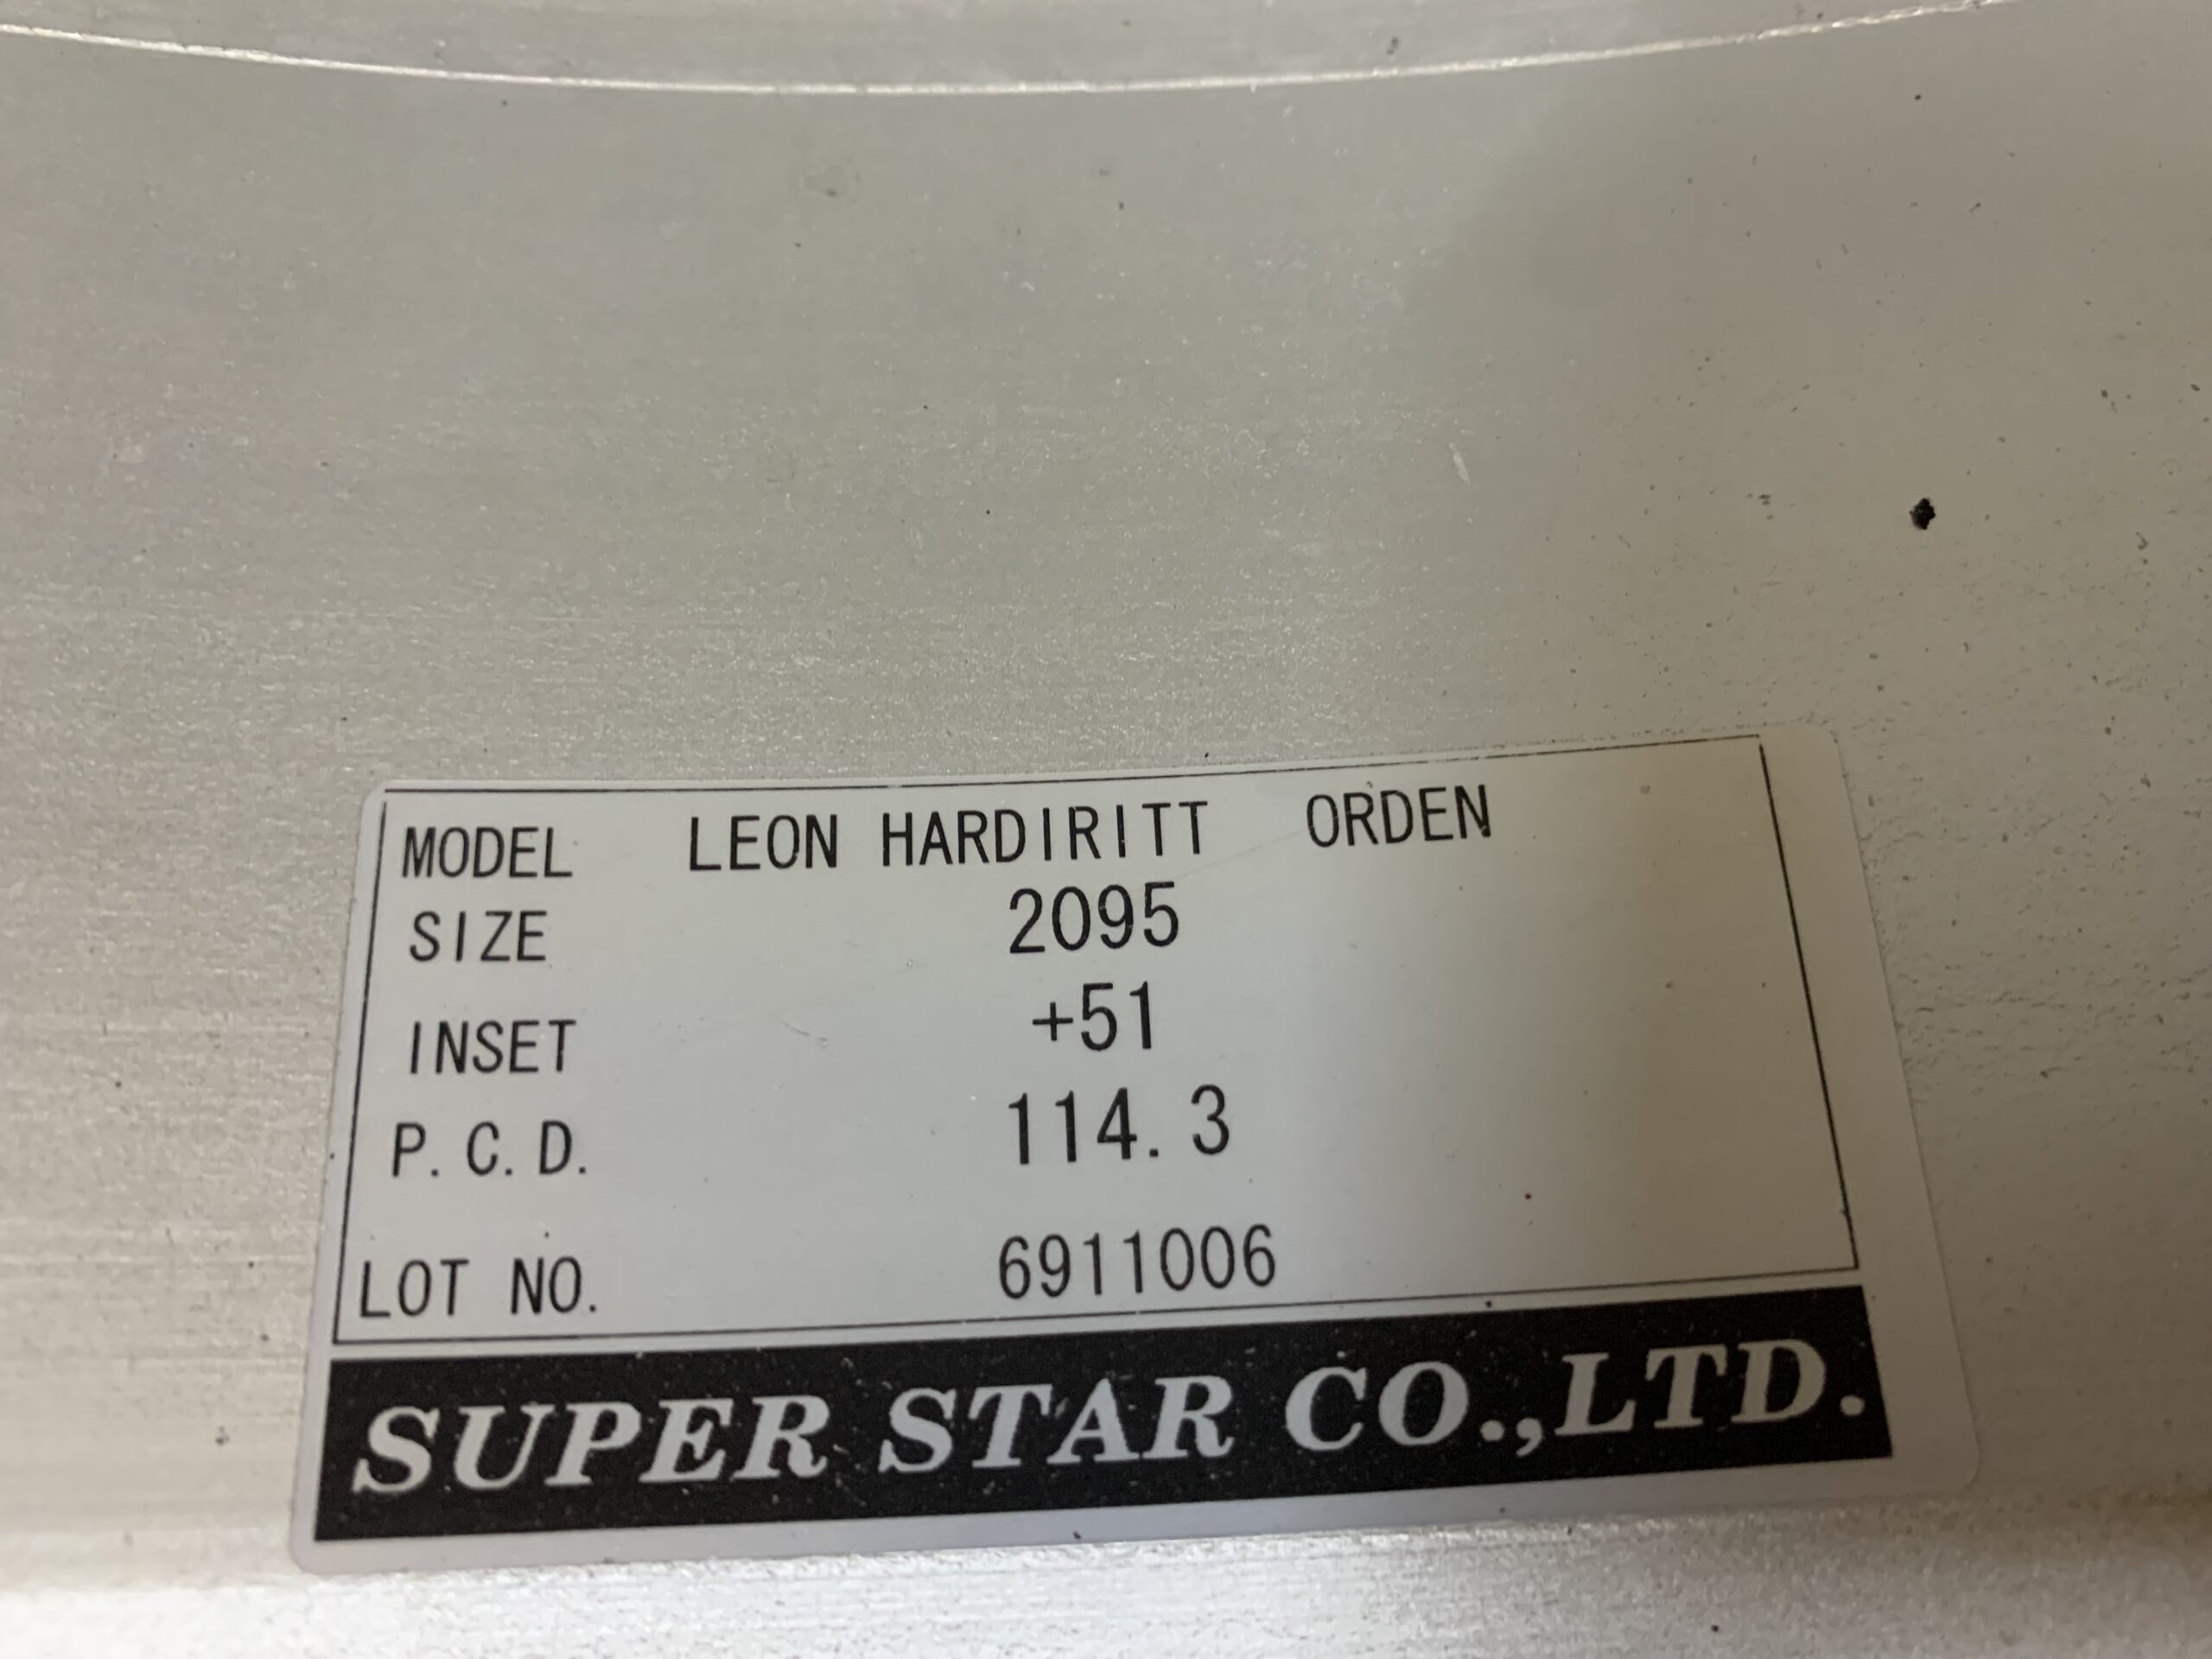 MODEL LEON HARDIRITT ORDEN
SIZE 2095
INSET +51
P.C.D. 114.3
LOT NO. 6911006
SUPER STAR CO.,LTD.